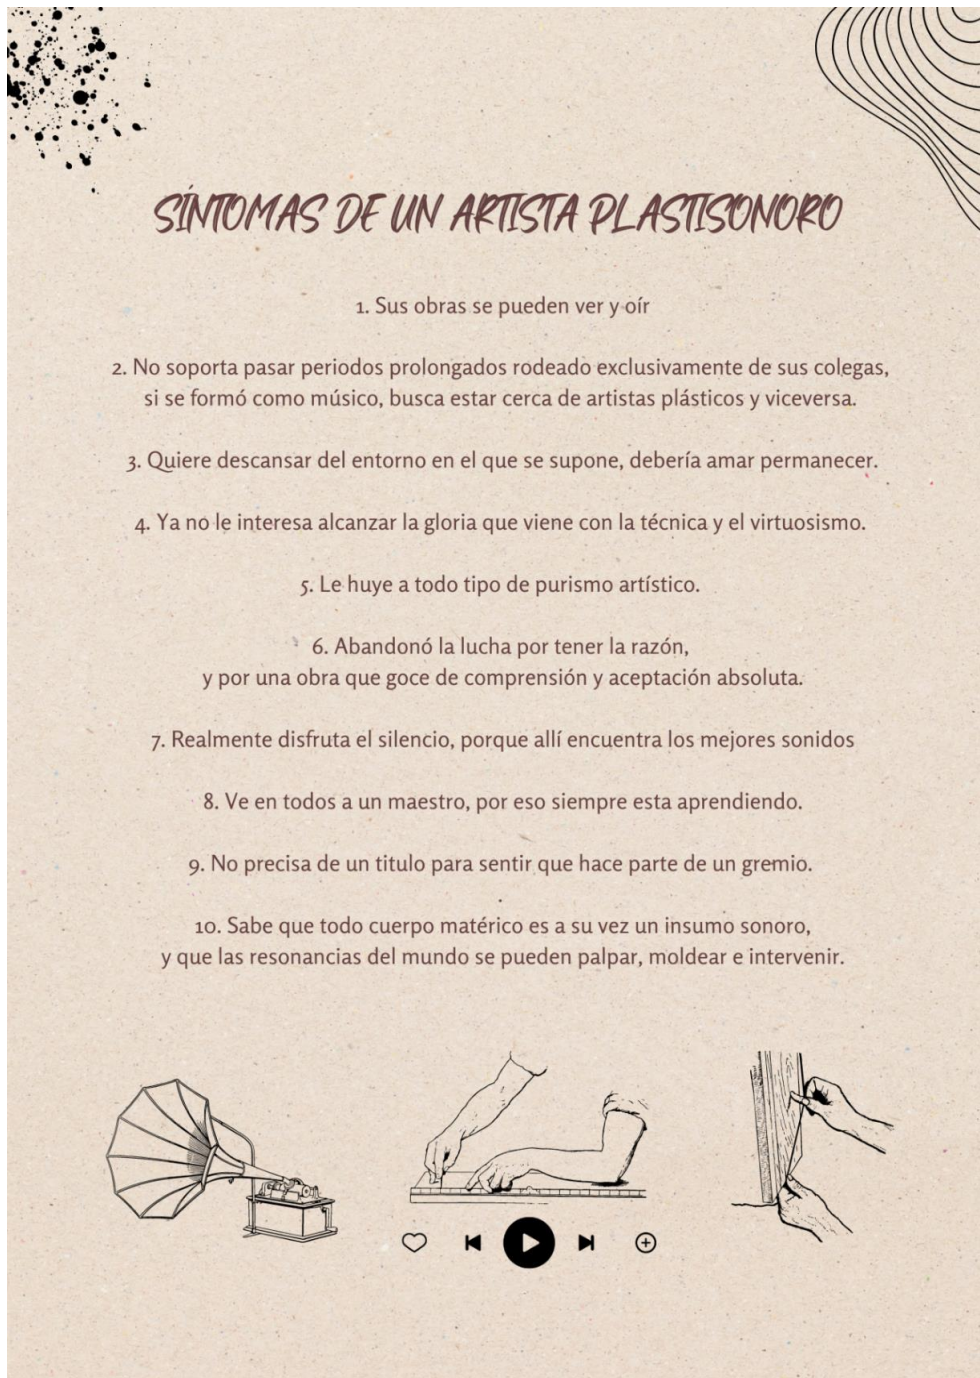 SÍNTOMAS DE UN ARTISTA PLASTISONORO
1. Sus obras se pueden ver y oír
2. No soporta pasar periodos prolongados rodeado exclusivamente de sus colegas,
si se formó como músico, busca estar cerca de artistas plásticos y viceversa.
3. Quiere descansar del entorno en el que se supone, debería amar permanecer.
4. Ya no le interesa alcanzar la gloria que viene con la técnica y el virtuosismo.
5. Le huye a todo tipo de purismo artístico.
6. Abandonó la lucha por tener la razón,
y por una obra que goce de comprensión y aceptación absoluta.
7. Realmente disfruta el silencio, porque allí encuentra los mejores sonidos
8. Ve en todos a un maestro, por eso siempre esta aprendiendo.
9. No precisa de un titulo para sentir que hace parte de un gremio.
10. Sabe que todo cuerpo matérico es a su vez un insumo sonoro,
y que las resonancias del mundo se pueden palpar, moldear e intervenir.